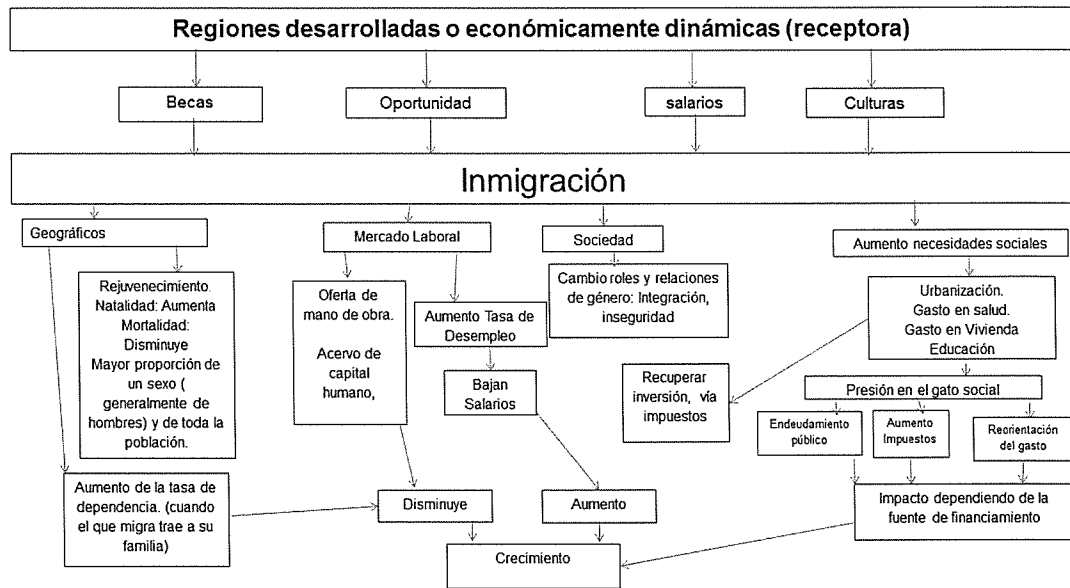 Regiones desarrolladas o económicamente dinámicas (receptora)
Becas
Oportunidad
salarios
Culturas
Inmigración
Geográficos
Mercado Laboral
Sociedad
Aumento necesidades sociales
Rejuvenecimiento.
Natalidad: Aumenta
Mortalidad:
Disminuye
Mayor proporción de
un sexo (
generalmente de
hombres) y de toda la
población.
Oferta de
mano de obra.
Acervo de
capital
humano,
Aumento Tasa de
Desempleo
Bajan
Salarios
Cambio roles y relaciones
de género: Integración,
inseguridad
Urbanización.
Gasto en salud.
Gasto en Vivienda
Educación
Recuperar
inversión, vía
impuestos
Presión en el gato social
Endeudamiento
público
Aumento
Impuestos
Reorientación
del gasto
Aumento de la tasa de
dependencia. (cuando
el que migra trae a su
familia)
Disminuye
Aumento
Impacto dependiendo de la
fuente de financiamiento
Crecimiento